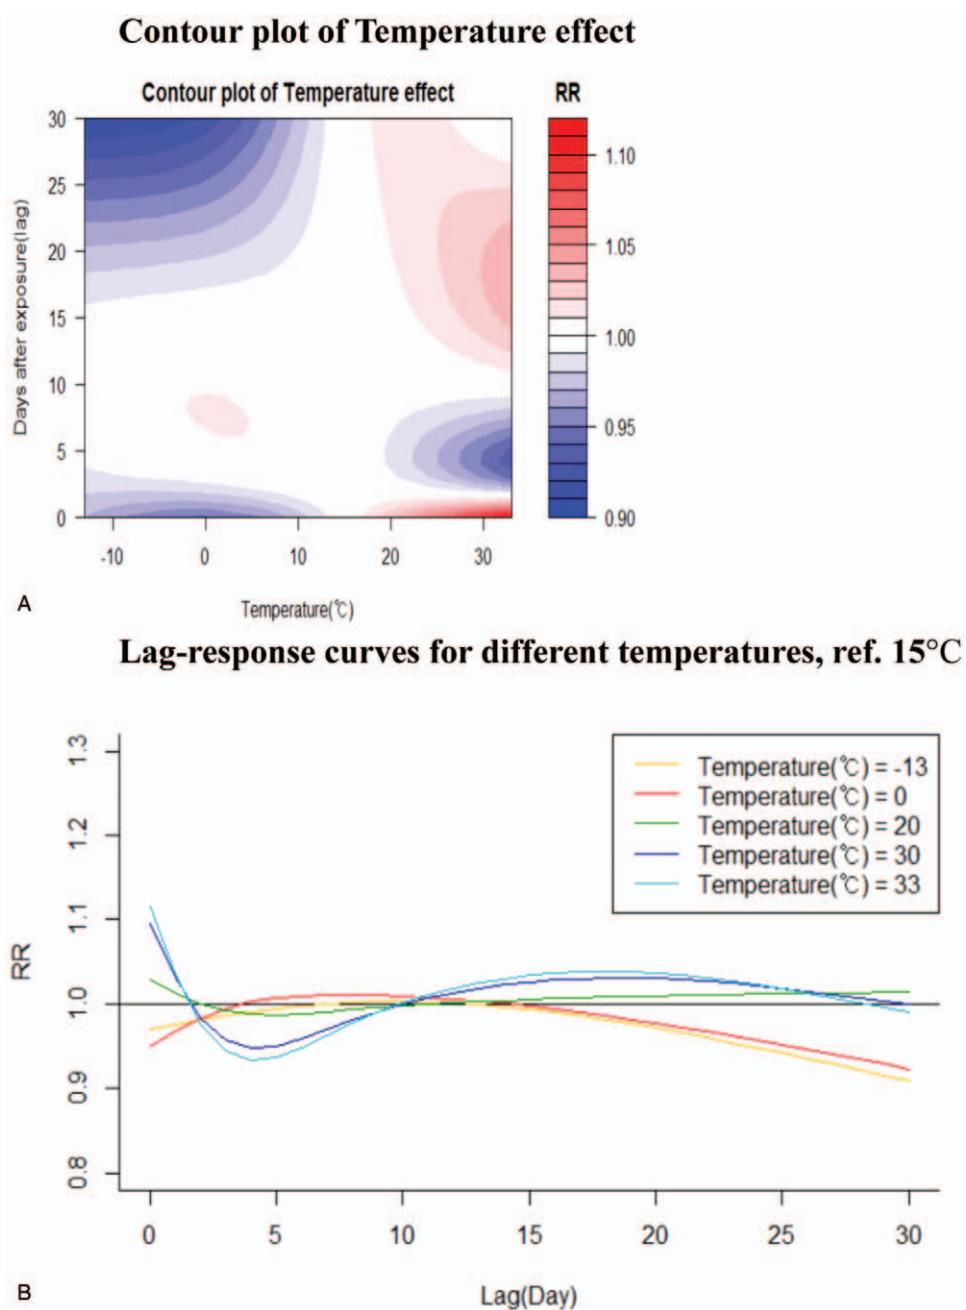 Contour plot of Temperature effect
Contour plot of Temperature effect
RR
30
25
20
15
10
5
0
Days after exposure(lag)
-10 0 10 20 30
Temperature(℃)
1.10
1.05
1.00
0.95
0.90
A
Lag-response curves for different temperatures, ref. 15°C
1.3
1.2
1.1
1.0
0.9
0.8
RR
Temperature(℃) = -13
Temperature(℃) = 0
Temperature(℃) = 20
Temperature(℃) = 30
Temperature(℃) = 33
0 5 10 15 20 25 30
Lag(Day)
B